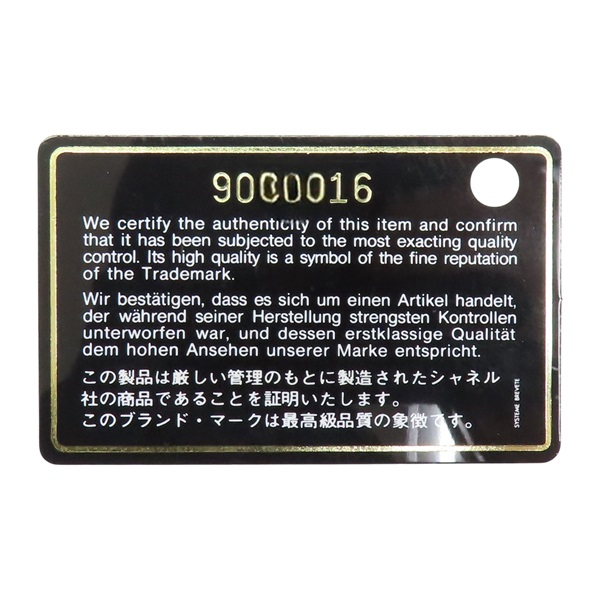 9000016
We certify the authenticity of this item and confirm
that it has been subjected to the most exacting quality
control. Its high quality is a symbol of the fine reputation
of the Trademark.
Wir bestätigen, dass es sich um einen Artikel handelt,
der während seiner Herstellung strengsten Kontrollen
unterworfen war, und dessen erstklassige Qualität
dem hohen Ansehen unserer Marke entspricht.
この製品は厳しい管理のもとに製造されたシャネル
社の商品であることを証明いたします。
このブランド・マークは最高級品質の象徴です。
SYSTEME BREVETE